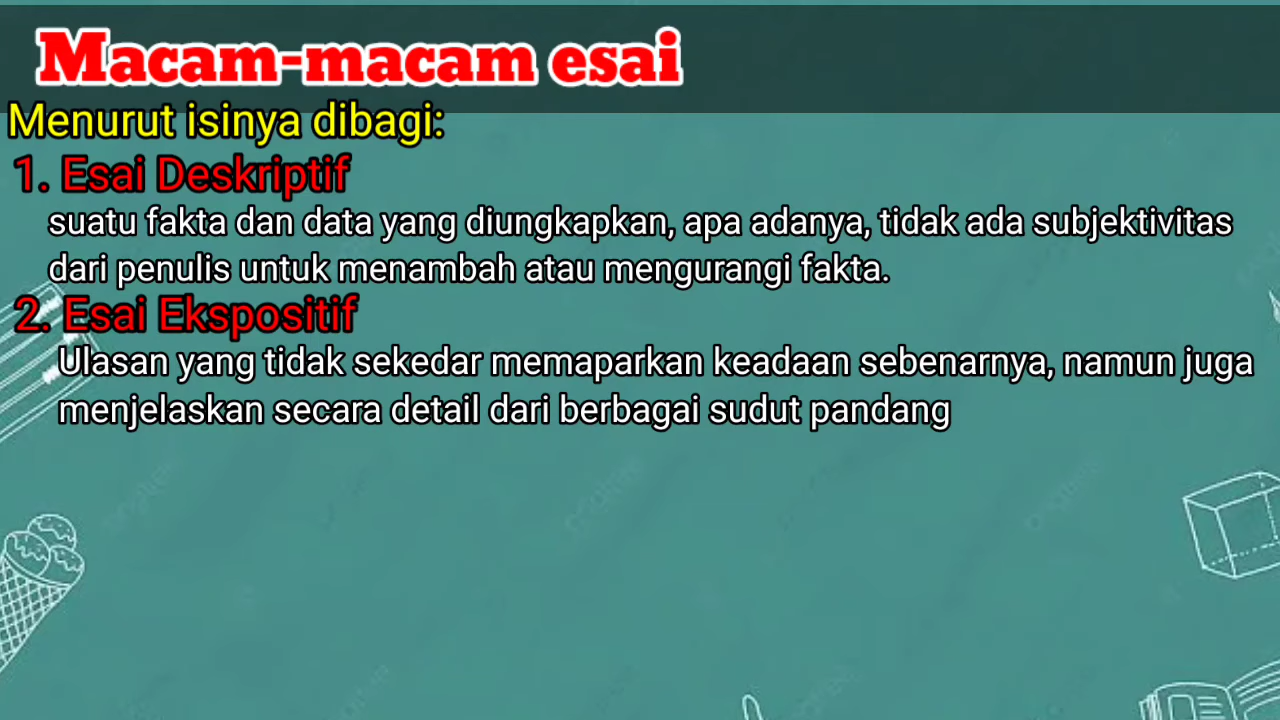 Macam-macam esai
Menurut isinya dibagi:
1. Esai Deskriptif
suatu fakta dan data yang diungkapkan, apa adanya, tidak ada subjektivitas
dari penulis untuk menambah atau mengurangi fakta.
2. Esai Ekspositif
Ulasan yang tidak sekedar memaparkan keadaan sebenarnya, namun juga
menjelaskan secara detail dari berbagai sudut pandang